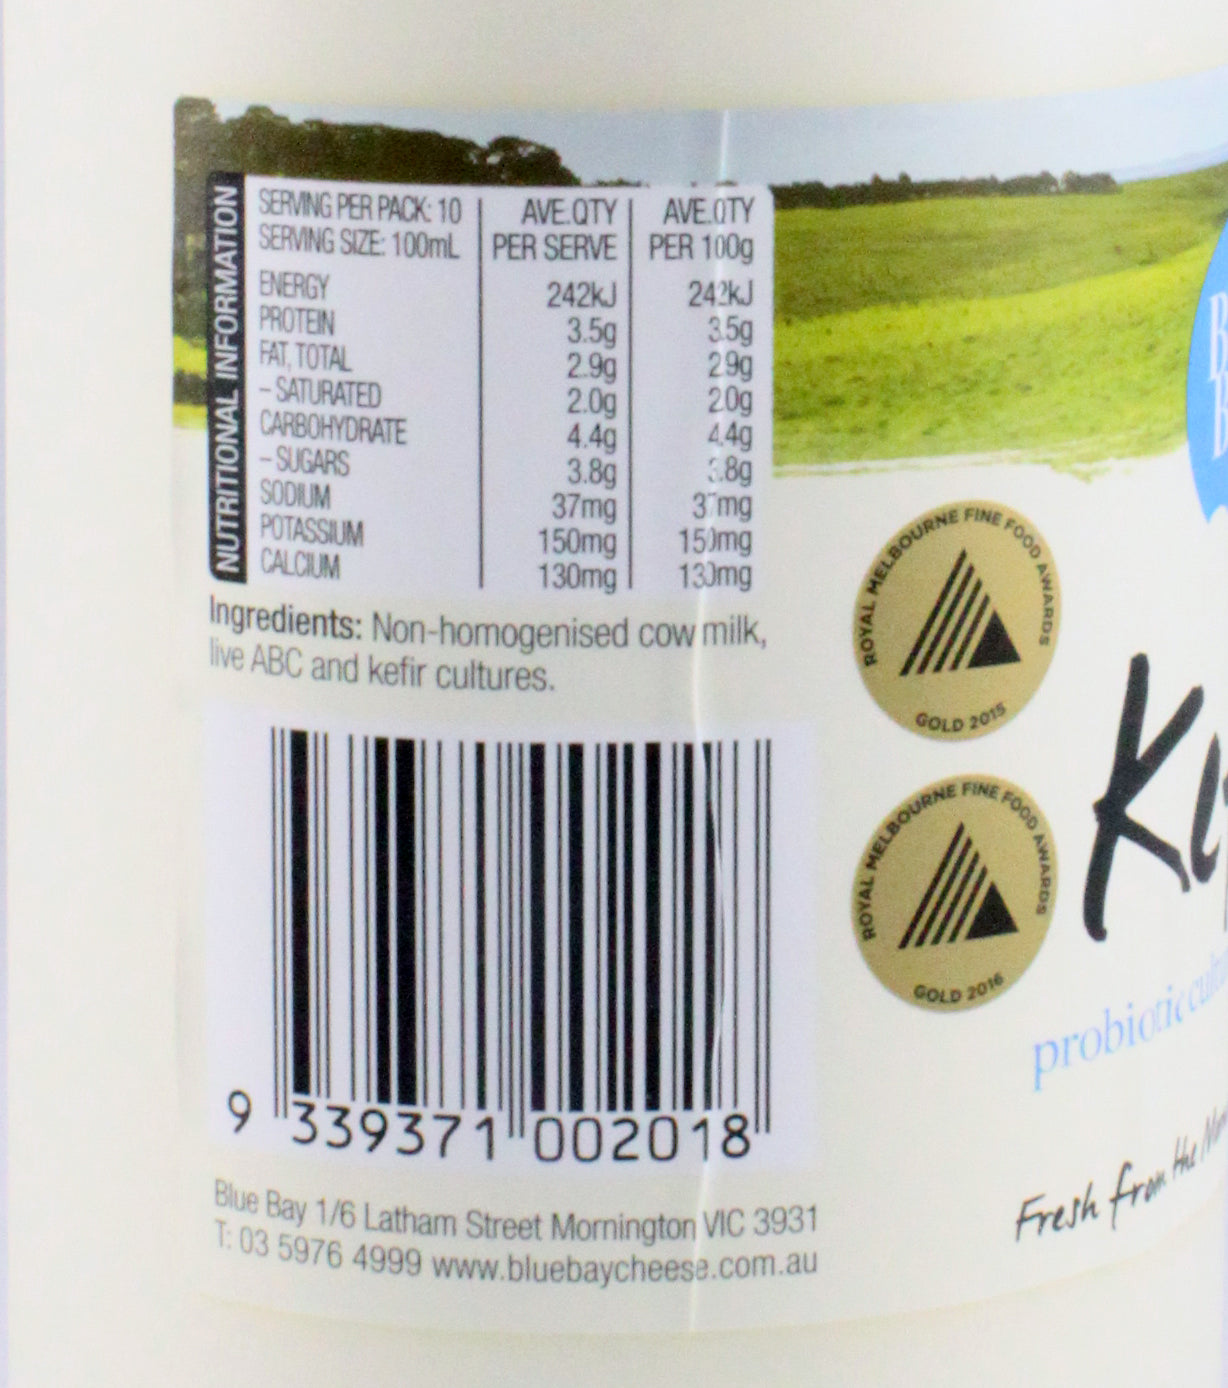 NUTRITIONAL INFORMATION
SERVING PER PACK: 10 AVE.QTY AVE.QTY
SERVING SIZE: 100mL PER SERVE PER 100g
ENERGY 242kJ 242kJ
PROTEIN 3.5g 3.5g
FAT, TOTAL 2.9g 2.9g
– SATURATED 2.0g 2.0g
CARBOHYDRATE 4.4g 4.4g
– SUGARS 3.8g 3.8g
SODIUM 37mg 37mg
POTASSIUM 150mg 150mg
CALCIUM 130mg 130mg
Ingredients: Non-homogenised cow milk,
live ABC and kefir cultures.
9 339371 002018
Blue Bay 1/6 Latham Street Mornington VIC 3931
T: 03 5976 4999 www.bluebaycheese.com.au
ROYAL MELBOURNE FINE FOOD AWARDS
GOLD 2015
ROYAL MELBOURNE FINE FOOD AWARDS
GOLD 2016
probiotic
Fresh from the